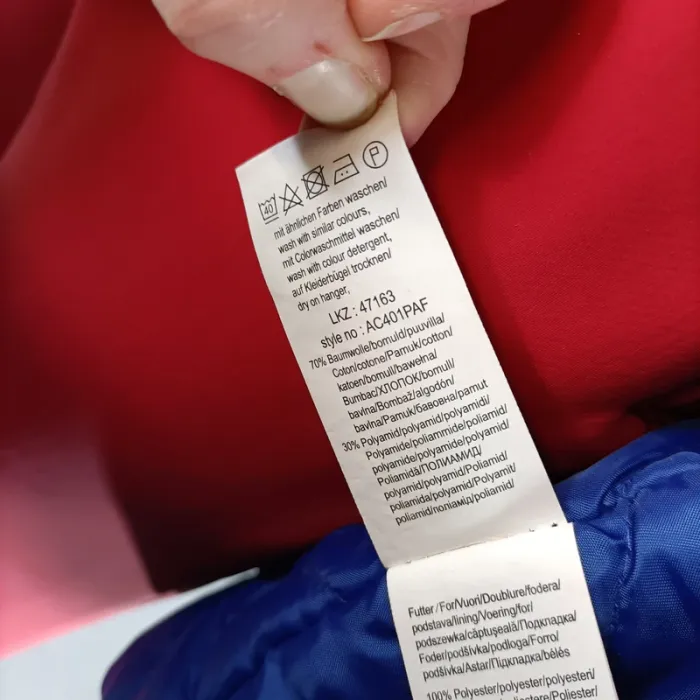 40
P
mit ähnlichen Farben waschen/
wash with similar colours,
mit Colorwaschmittel waschen/
wash with colour detergent,
auf Kleiderbügel trocknen/
dry on hanger,
LKZ : 47163
style no : AC401PAF
70% Baumwolle/bomuld/puuvilla/
Coton/cotone/Pamuk/cotton/
katoen/bomull/bawełna/
Bumbac/ХЛОПОК/bomull/
bavlna/Bombaž/algodón/
bavlna/Pamuk/бавовна/pamut
30% Polyamid/polyamid/polyamidi/
Polyamide/poliammide/poliamid/
polyamide/polyamide/polyamid/
Poliamidă/ПОЛИАМИД/
polyamid/polyamid/Poliamid/
poliamida/polyamid/Polyamit/
polyamid/поліамід/poliamid/
Futter/For/Vuori/Doublure/fodera/
podstava/lining/Voering/for/
podszewka/căptuşeală/Подкладка/
Foder/podšívka/podloga/Forro/
podšívka/Astar/Підкладка/bélés
100% Polyester/polyester/polyesteri/